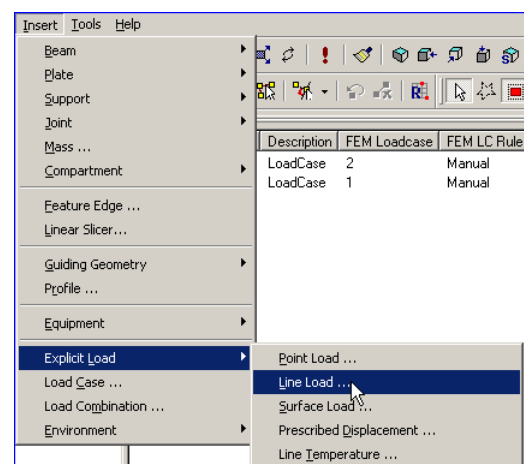 Insert Tools Help
Beam
Plate
Support
Joint
Mass ...
Compartment
Feature Edge ...
Linear Slicer...
Guiding Geometry
Profile ...
Equipment
Explicit Load
Load Case ...
Load Combination ...
Environment
Description FEM Loadcase FEM LC Rule
LoadCase 2 Manual
LoadCase 1 Manual
Point Load ...
Line Load ...
Surface Load ...
Prescribed Displacement ...
Line Temperature ...